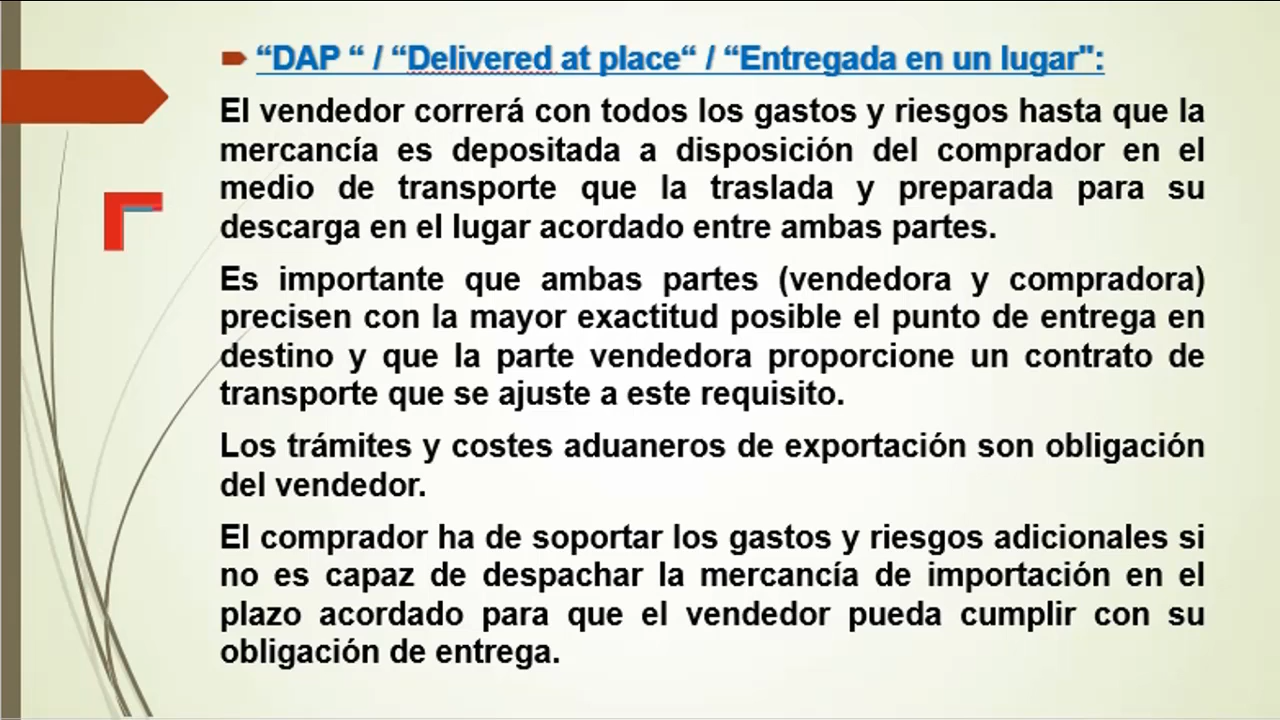 “DAP “ / “Delivered at place“ / “Entregada en un lugar":
El vendedor correrá con todos los gastos y riesgos hasta que la
mercancía es depositada a disposición del comprador en el
medio de transporte que la traslada y preparada para su
descarga en el lugar acordado entre ambas partes.
Es importante que ambas partes (vendedora y compradora)
precisen con la mayor exactitud posible el punto de entrega en
destino y que la parte vendedora proporcione un contrato de
transporte que se ajuste a este requisito.
Los trámites y costes aduaneros de exportación son obligación
del vendedor.
El comprador ha de soportar los gastos y riesgos adicionales si
no es capaz de despachar la mercancía de importación en el
plazo acordado para que el vendedor pueda cumplir con su
obligación de entrega.